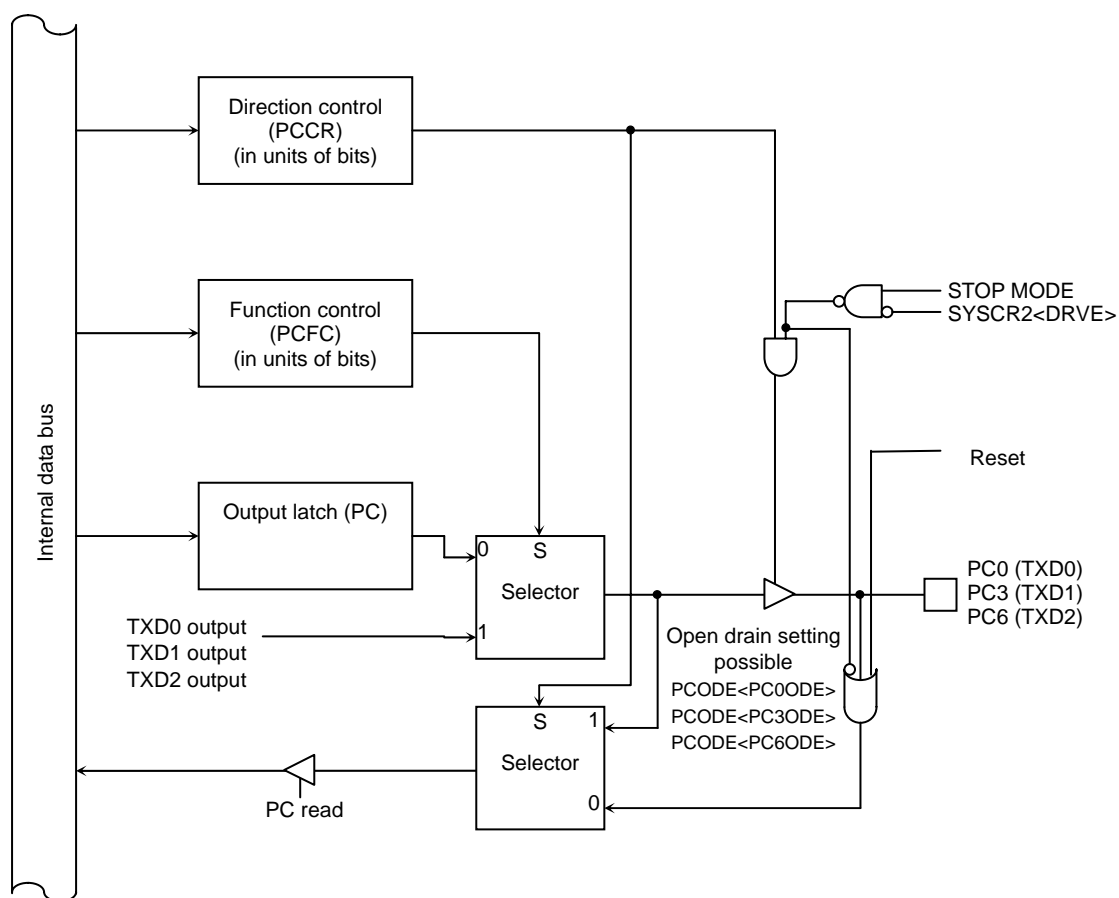 Direction control
(PCCR)
(in units of bits)
Function control
(PCFC)
(in units of bits)
STOP MODE
SYSCR2<DRVE>
Internal data bus
Reset
Output latch (PC)
0
S
Selector
1
TXD0 output
TXD1 output
TXD2 output
PC0 (TXD0)
PC3 (TXD1)
PC6 (TXD2)
Open drain setting
possible
PCODE<PC0ODE>
PCODE<PC3ODE>
PCODE<PC6ODE>
S
1
Selector
0
PC read